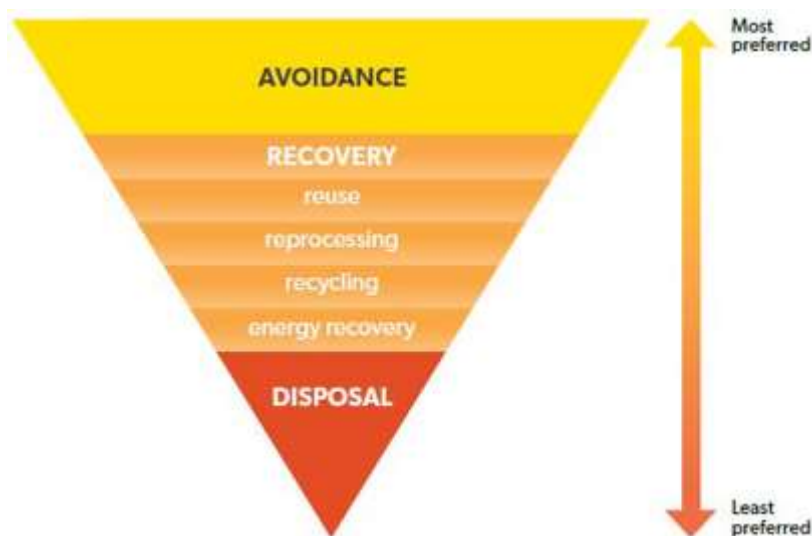 AVOIDANCE
RECOVERY
reuse
reprocessing
recycling
energy recovery
DISPOSAL
Most
preferred
Least
preferred